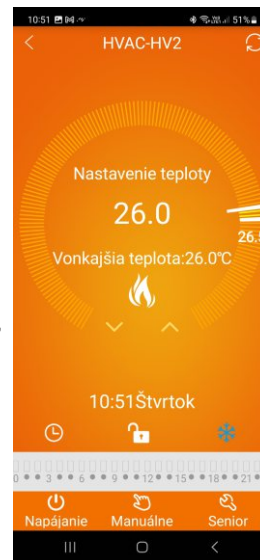 10:51 51%
HVAC-HV2
Nastavenie teploty
26.0
26.5
Vonkajšia teplota:26.0℃
10:51Štvrtok
0 3 6 9 12 15 18 21
Napájanie Manuálne Senior